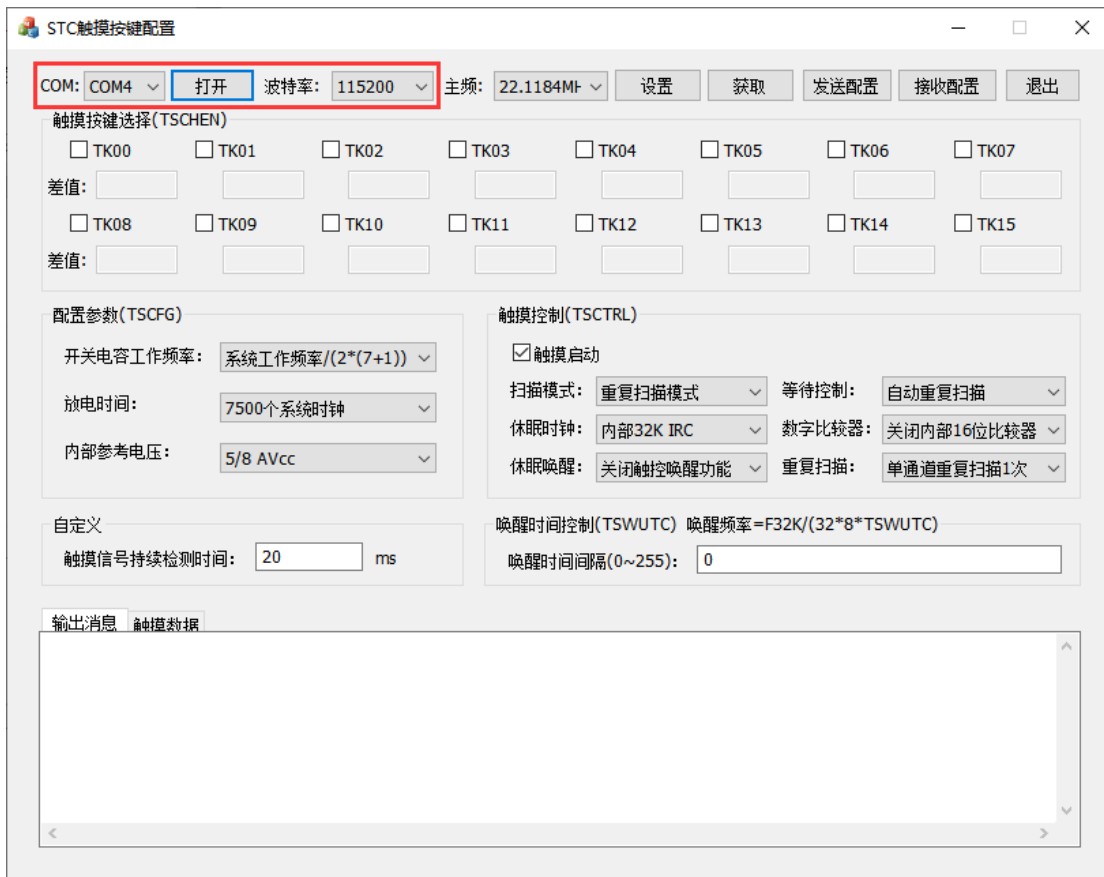 STC触摸按键配置
COM: COM4 打开 波特率: 115200 主频: 22.1184MH 设置 获取 发送配置 接收配置 退出
触摸按键选择(TSCHEN)
TK00 TK01 TK02 TK03 TK04 TK05 TK06 TK07
差值:
TK08 TK09 TK10 TK11 TK12 TK13 TK14 TK15
差值:
配置参数(TSCFG)
开关电容工作频率: 系统工作频率/(2*(7+1))
放电时间: 7500个系统时钟
内部参考电压: 5/8 AVcc
触摸控制(TSCTRL)
触摸启动
扫描模式: 重复扫描模式 等待控制: 自动重复扫描
休眠时钟: 内部32K IRC 数字比较器: 关闭内部16位比较器
休眠唤醒: 关闭触控唤醒功能 重复扫描: 单通道重复扫描1次
自定义
触摸信号持续检测时间: 20 ms
唤醒时间控制(TSWUTC) 唤醒频率=F32K/(32*8*TSWUTC)
唤醒时间间隔(0~255): 0
输出消息 触摸数据